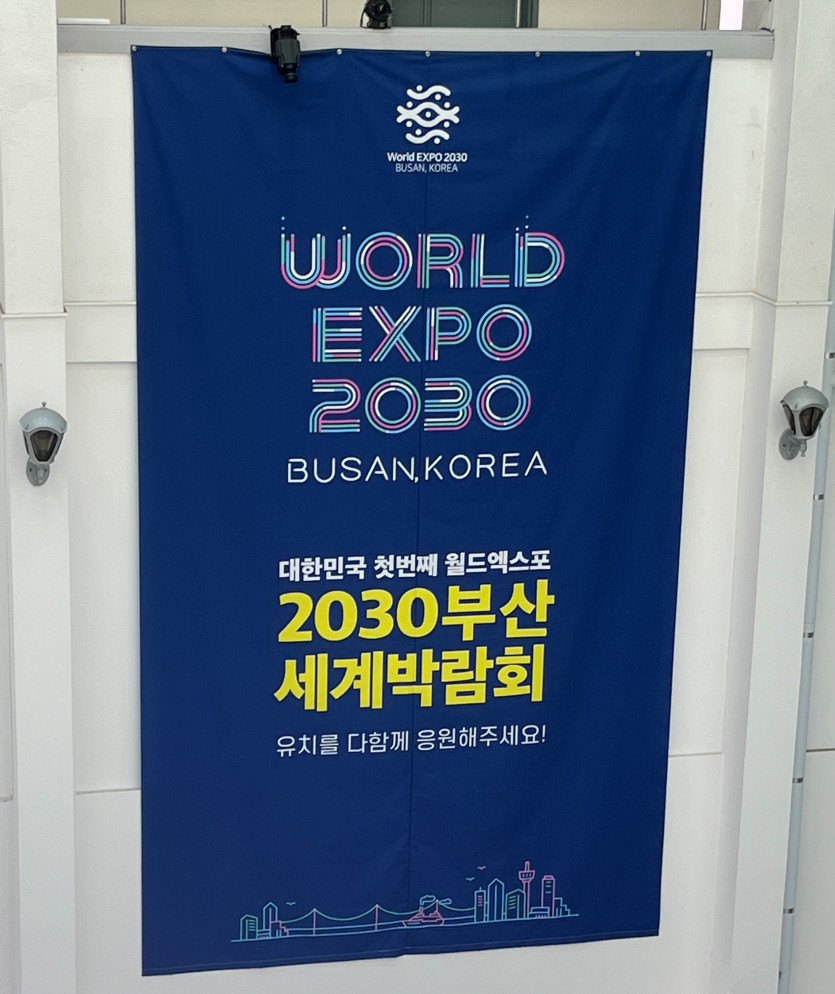 World EXPO 2030
BUSAN, KOREA
WORLD
EXPO
2030
BUSAN,KOREA
대한민국 첫번째 월드엑스포
2030부산
세계박람회
유치를 다함께 응원해주세요!